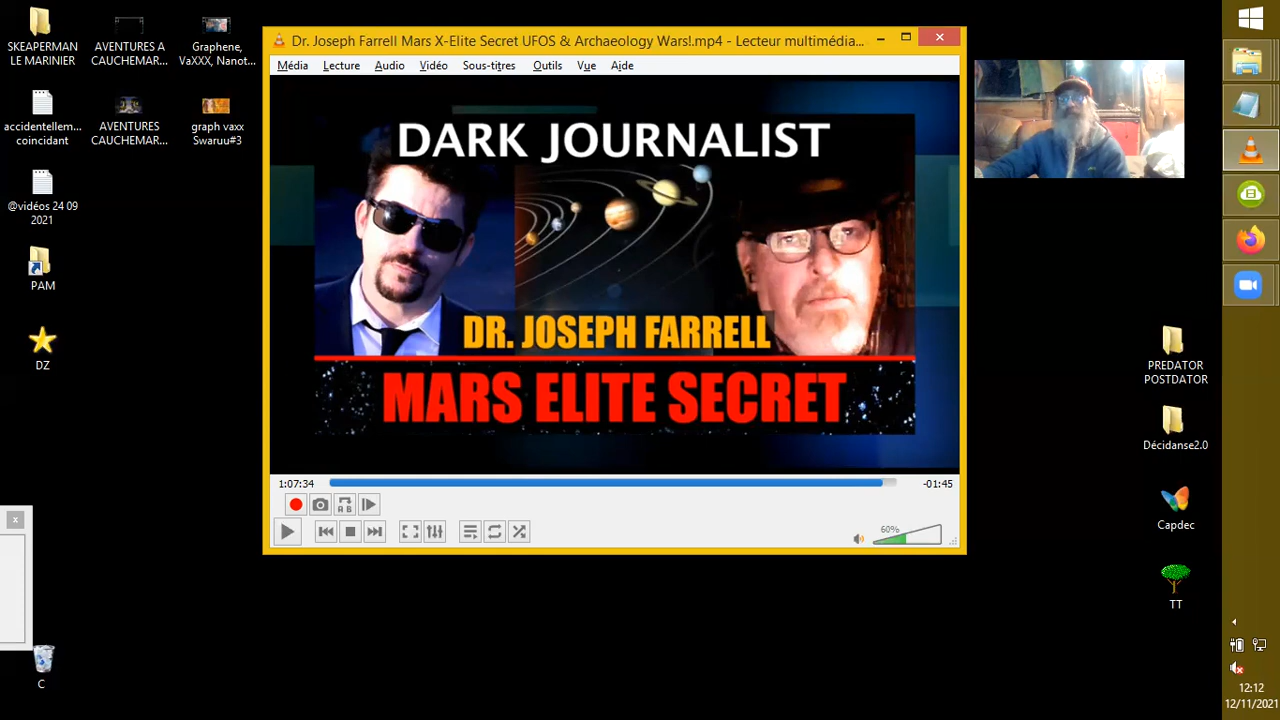 SKEAPERMAN
LE MARINIER
AVENTURES A
CAUCHEMAR...
Graphene,
VaXXX, Nanot...
accidentellem...
coincidant
AVENTURES
CAUCHEMAR...
graph vaxx
Swaruu#3
@vidéos 24 09
2021
PAM
DZ
C
Dr. Joseph Farrell Mars X-Elite Secret UFOS & Archaeology Wars!.mp4 - Lecteur multimédia...
Média Lecture Audio Vidéo Sous-titres Outils Vue Aide
DARK JOURNALIST
DR. JOSEPH FARRELL
MARS ELITE SECRET
1:07:34
-01:45
A B
60%
PREDATOR
POSTDATOR
Décidanse2.0
Capdec
TT
12:12
12/11/2021